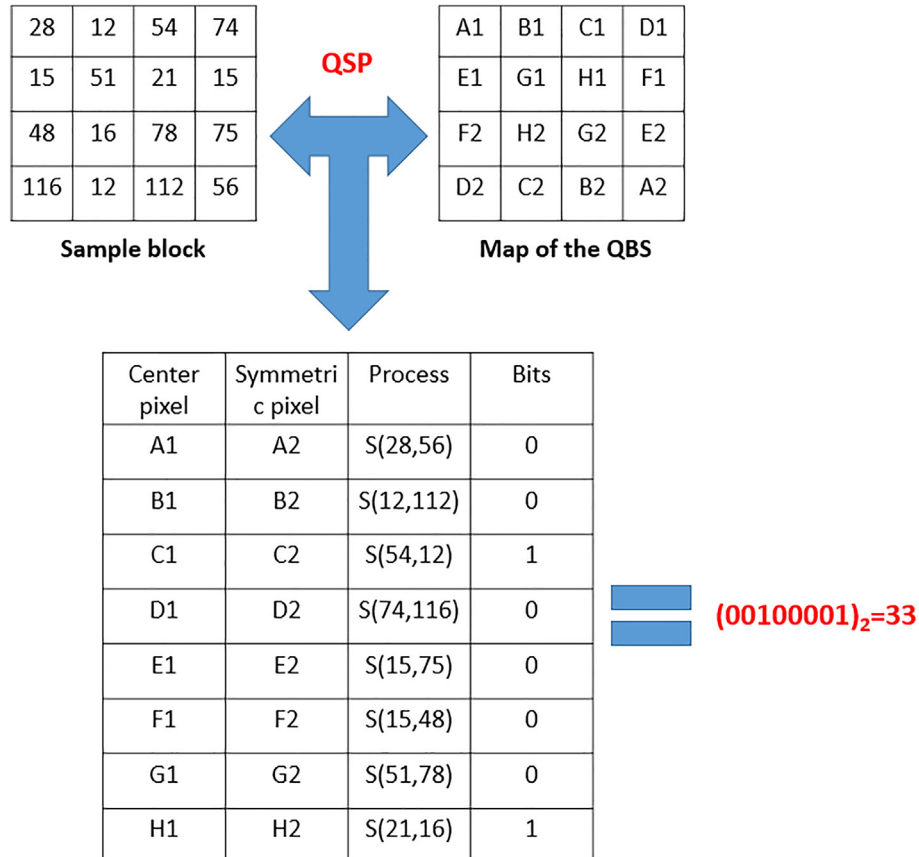 28 12 54 74
15 51 21 15
48 16 78 75
116 12 112 56
Sample block
QSP
A1 B1 C1 D1
E1 G1 H1 F1
F2 H2 G2 E2
D2 C2 B2 A2
Map of the QBS
Center pixel Symmetri c pixel Process Bits
A1 A2 S(28,56) 0
B1 B2 S(12,112) 0
C1 C2 S(54,12) 1
D1 D2 S(74,116) 0
E1 E2 S(15,75) 0
F1 F2 S(15,48) 0
G1 G2 S(51,78) 0
H1 H2 S(21,16) 1
(00100001)₂=33